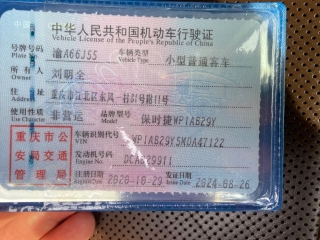 中华人民共和国机动车行驶证
Vehicle License of the People's Republic of China
号牌号码 渝A66J55 车辆类型 小型普通客车
Plate No. Vehicle Type
所有人 刘明全
Owner
住址 重庆市江北区东风一村 号附11号
Address
使用性质 非营运 品牌型号 保时捷WP1AB29Y
Use Character Model
重庆市公安局交通管理局
车辆识别代号 WP1AB29Y5MDA47122
VIN
发动机号码 DCA 29911
Engine No.
注册日期 2020-10-29 发证日期 2024-08-26
Register Date Issue Date